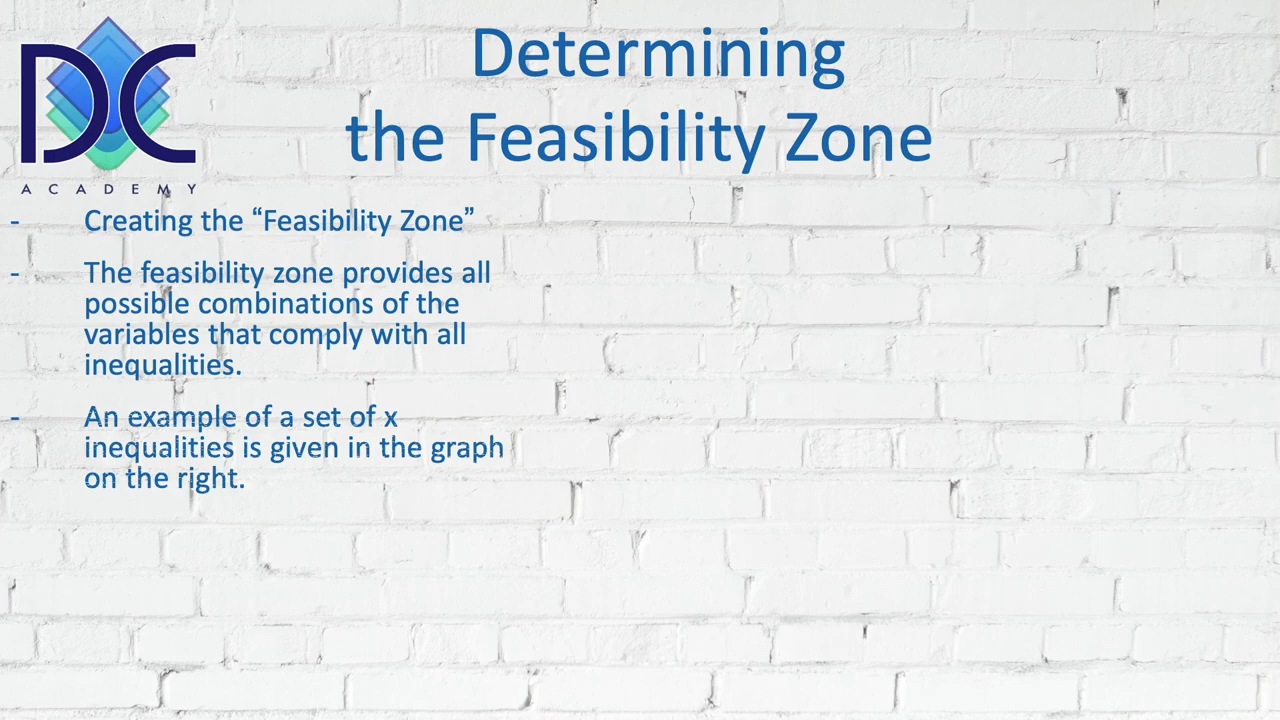 DC
ACADEMY
Determining
the Feasibility Zone
- Creating the “Feasibility Zone”
- The feasibility zone provides all
possible combinations of the
variables that comply with all
inequalities.
- An example of a set of x
inequalities is given in the graph
on the right.